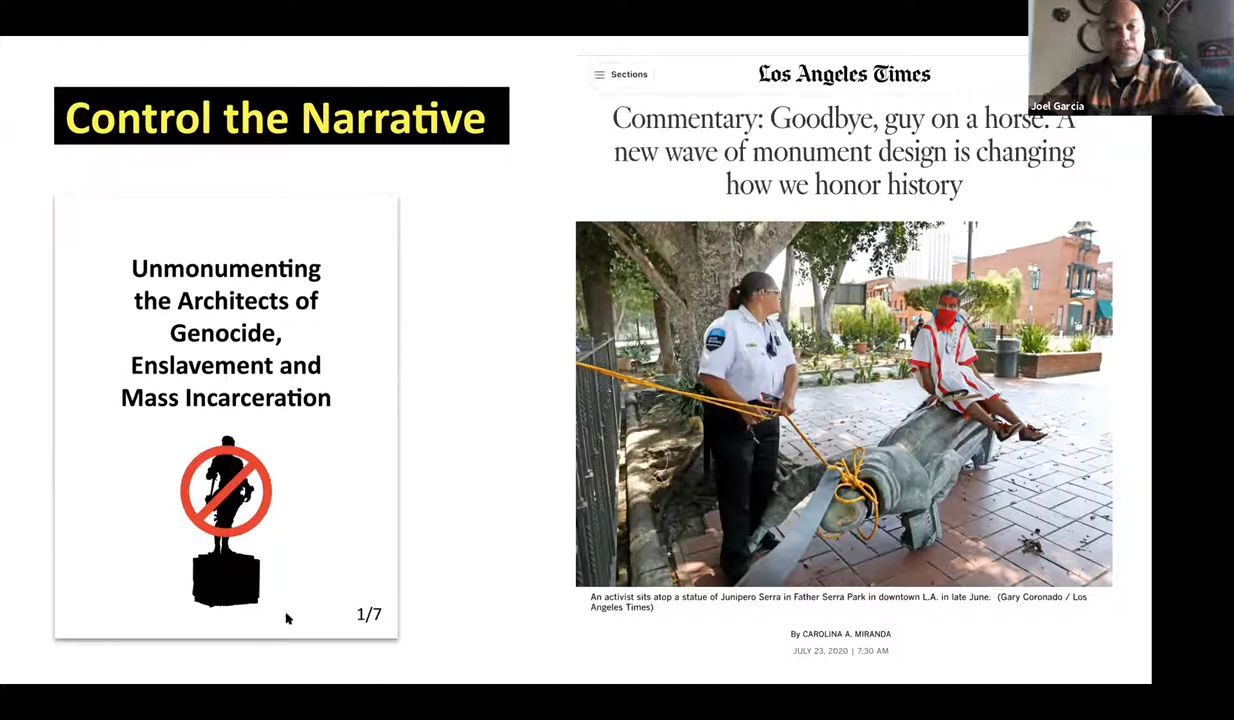 Control the Narrative
Unmonumenting
the Architects of
Genocide,
Enslavement and
Mass Incarceration
1/7
Sections
Los Angeles Times
Commentary: Goodbye, guy on a horse. A
new wave of monument design is changing
how we honor history
An activist sits atop a statue of Junipero Serra in Father Serra Park in downtown L.A. in late June. (Gary Coronado / Los
Angeles Times)
By CAROLINA A. MIRANDA
JULY 23, 2020 | 7:30 AM
Joel Garcia